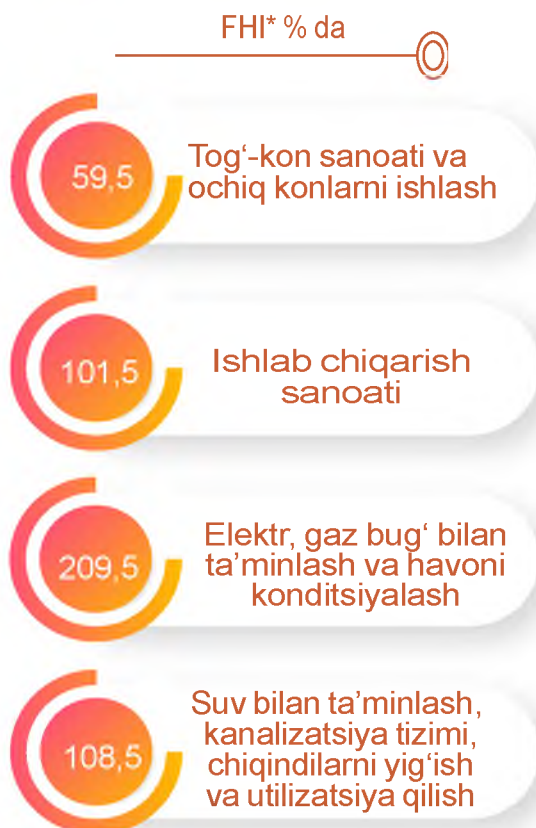 FHI* % da
59,5
Tog‘-kon sanoati va
ochiq konlarni ishlash
101,5
Ishlab chiqarish
sanoati
209,5
Elektr, gaz bug‘ bilan
ta’minlash va havoni
konditsiyalash
108,5
Suv bilan ta’minlash,
kanalizatsiya tizimi,
chiqindilarni yig‘ish
va utilizatsiya qilish